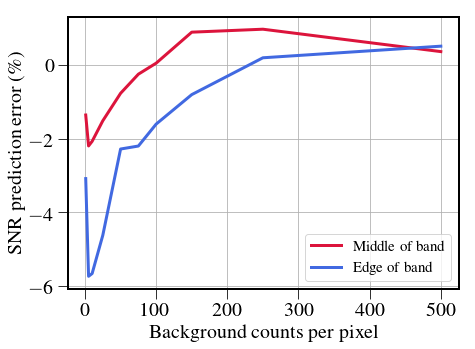 SNR prediction error (%)
0
−2
−4
−6
Middle of band
Edge of band
0 100 200 300 400 500
Background counts per pixel